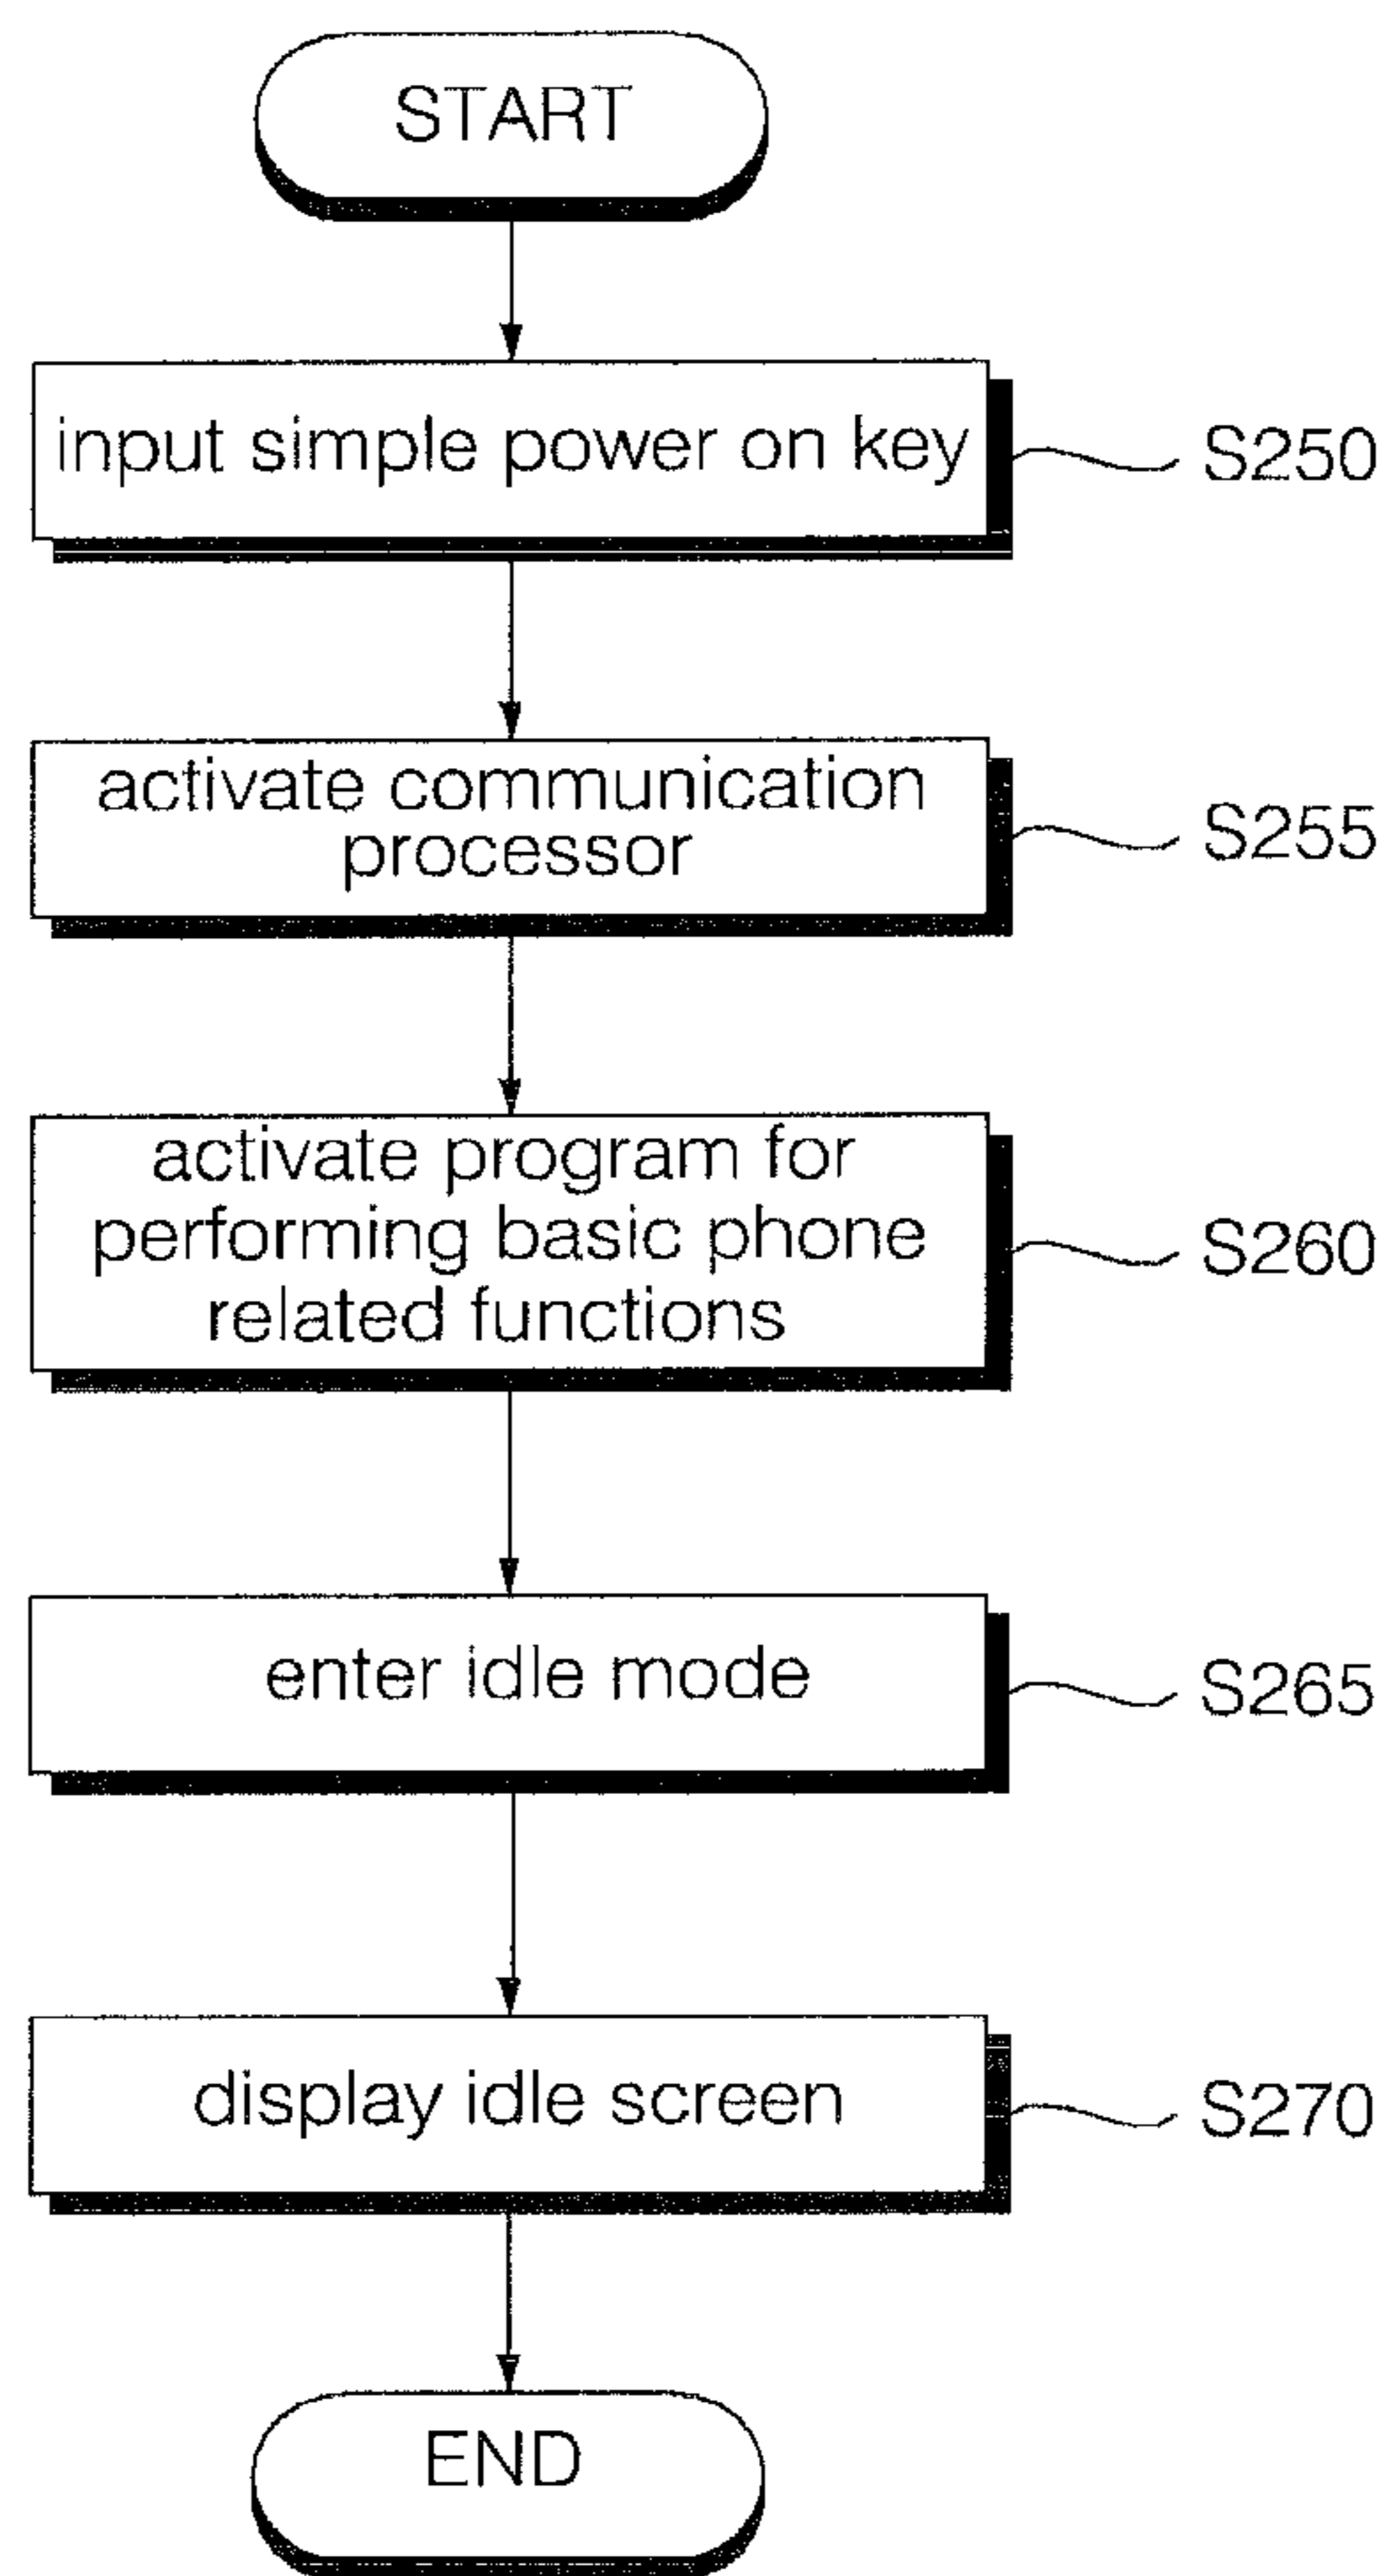 START
input simple power on key
S250
activate communication
processor
S255
activate program for
performing basic phone
related functions
S260
enter idle mode
S265
display idle screen
S270
END